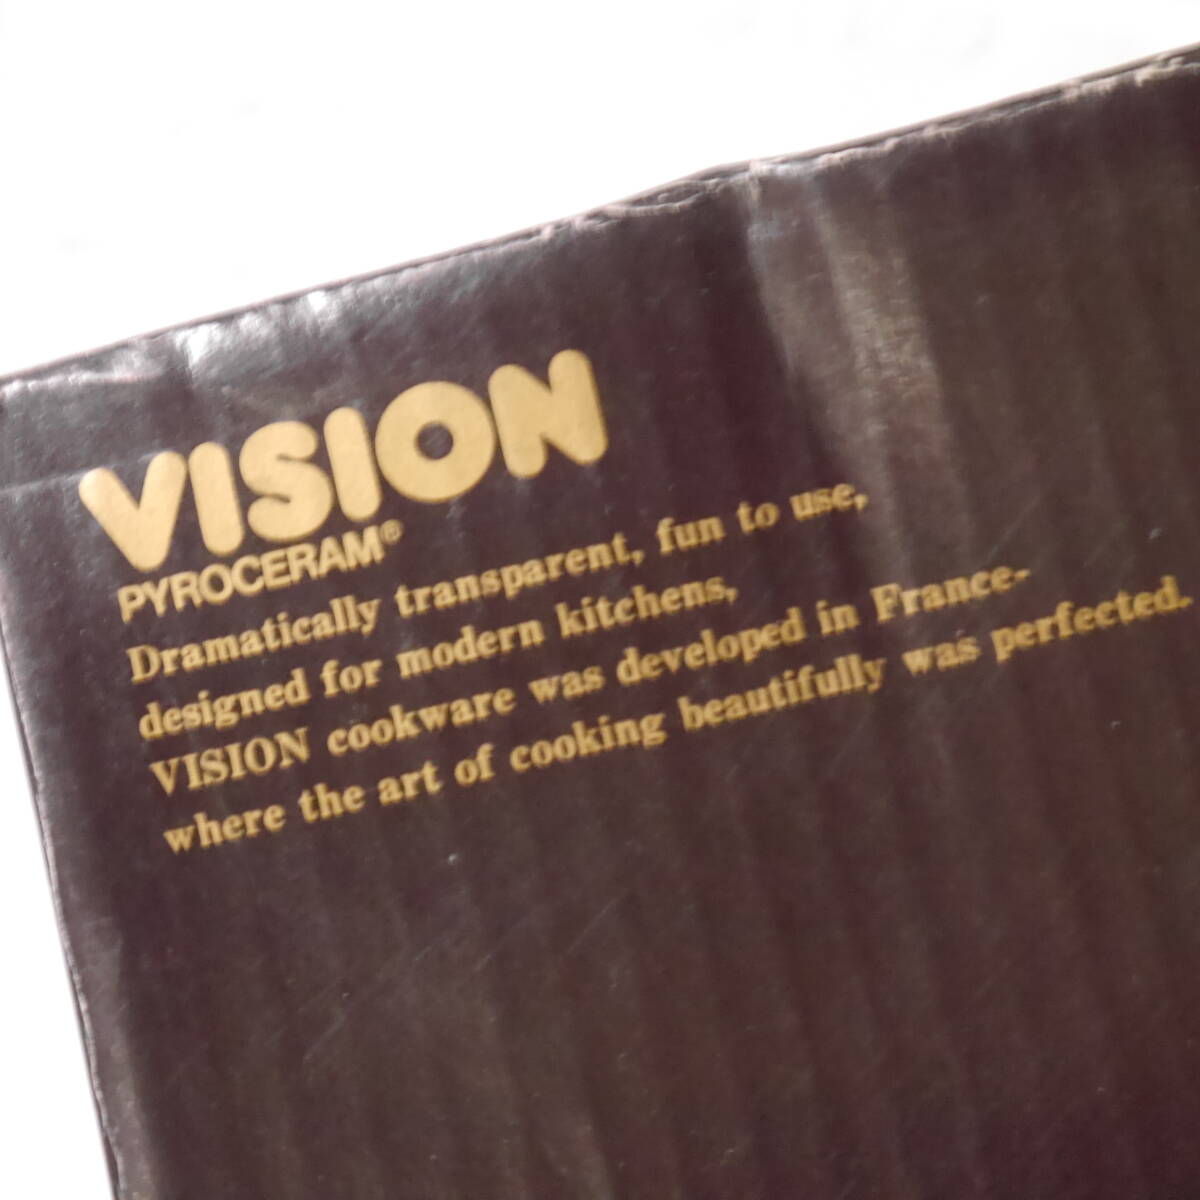 VISION
PYROCERAM®
Dramatically transparent, fun to use,
designed for modern kitchens,
VISION cookware was developed in France-
where the art of cooking beautifully was perfected.